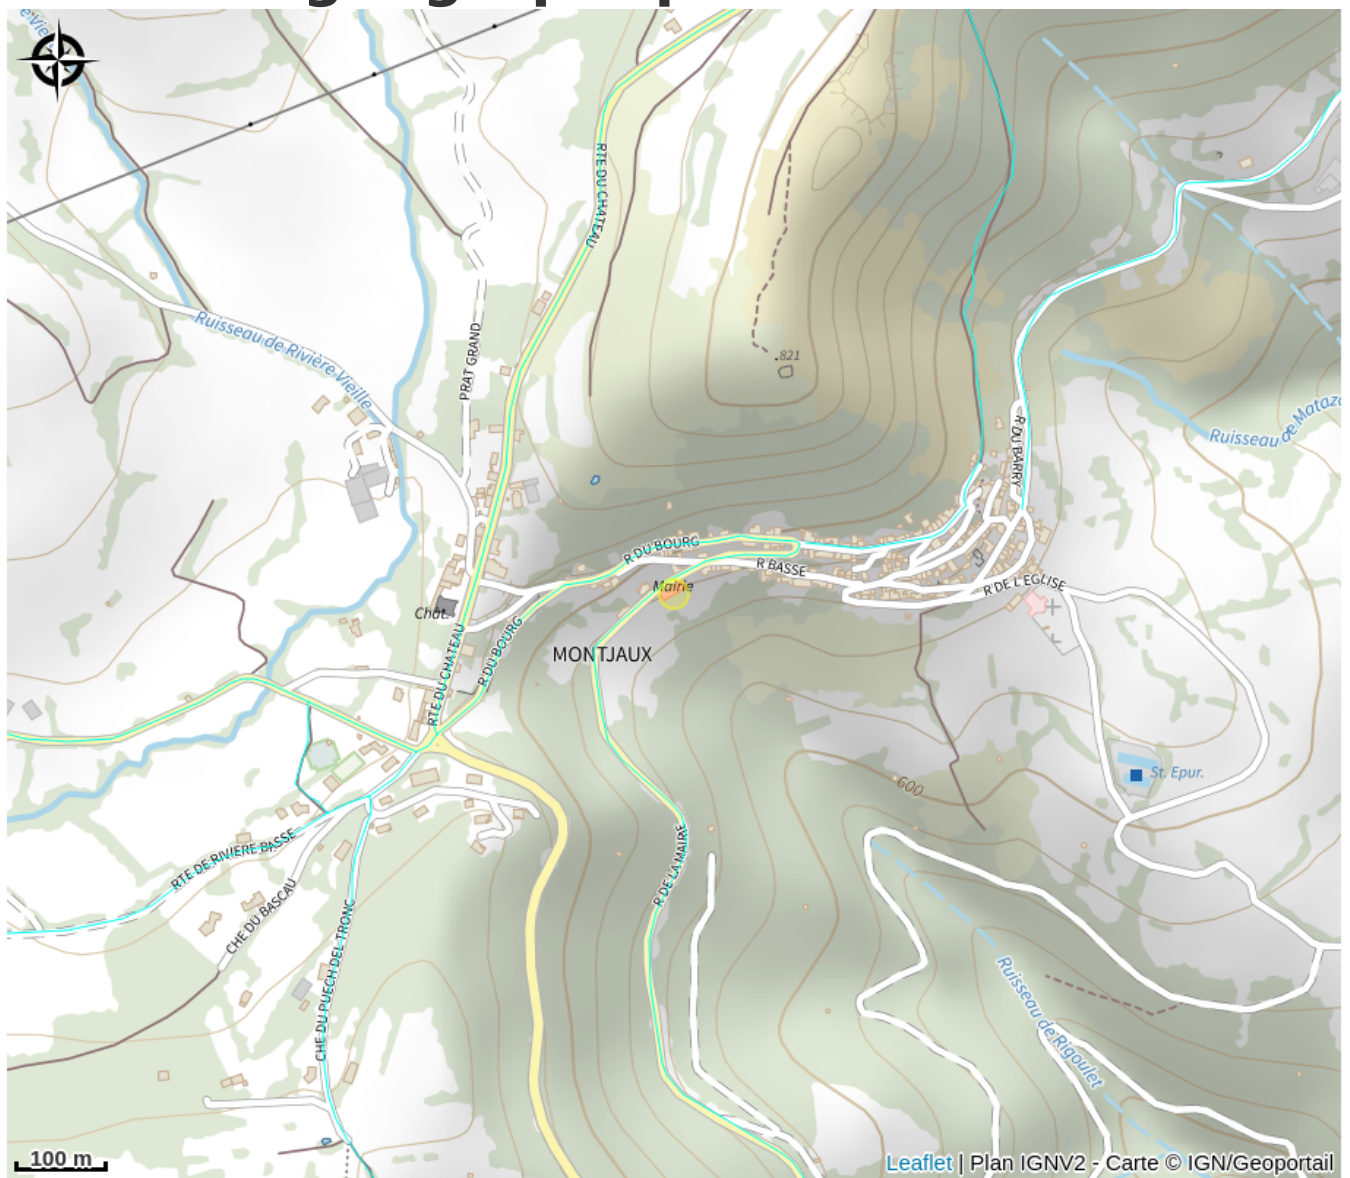 RTE DU CHATEAU
PRAT GRAND
Ruisseau de Rivière Vieille
.821
R DU BARRY
Ruisseau de Mataz
R DU BOURG
R BASSE
Mairie
R DE L'EGLISE
Chât.
R DU BOURG
MONTJAUX
RTE DU CHATEAU
St. Epur.
600
R DE LA MAIRIE
RTE DE RIVIERE BASSE
CHE DU BASCAU
CHE DU PUECH DEL TRONC
Ruisseau de Rigoulet
100 m
Leaflet | Plan IGNV2 - Carte © IGN/Geoportail